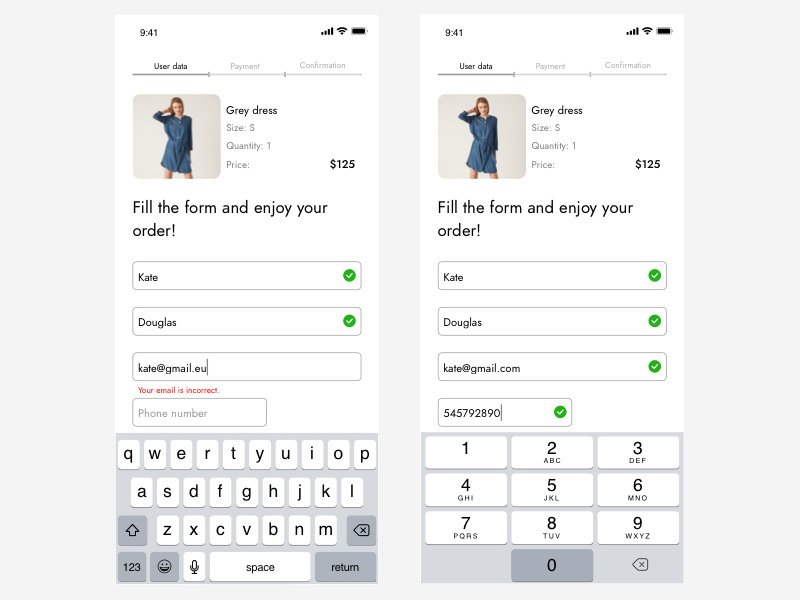 9:41
User data Payment Confirmation
Grey dress
Size: S
Quantity: 1
Price: $125
Fill the form and enjoy your
order!
Kate
Douglas
kate@gmail.eu
Your email is incorrect.
Phone number
q w e r t y u i o p
a s d f g h j k l
z x c v b n m
123 space return
9:41
User data Payment Confirmation
Grey dress
Size: S
Quantity: 1
Price: $125
Fill the form and enjoy your
order!
Kate
Douglas
kate@gmail.com
545792890
1 2 3
ABC DEF
4 5 6
GHI JKL MNO
7 8 9
PQRS TUV WXYZ
0